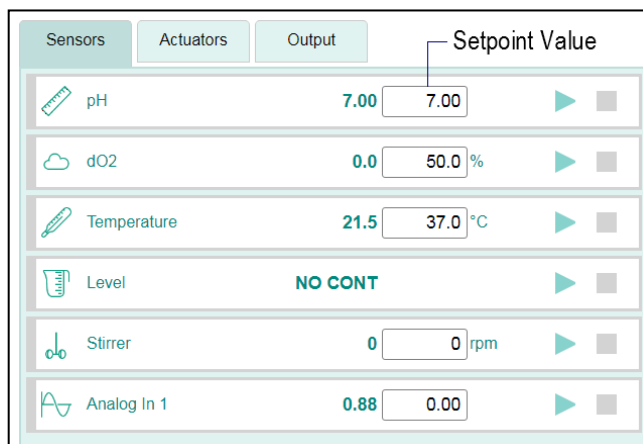 Sensors Actuators Output Setpoint Value
pH 7.00 7.00
dO2 0.0 50.0 %
Temperature 21.5 37.0 °C
Level NO CONT
Stirrer 0 0 rpm
Analog In 1 0.88 0.00